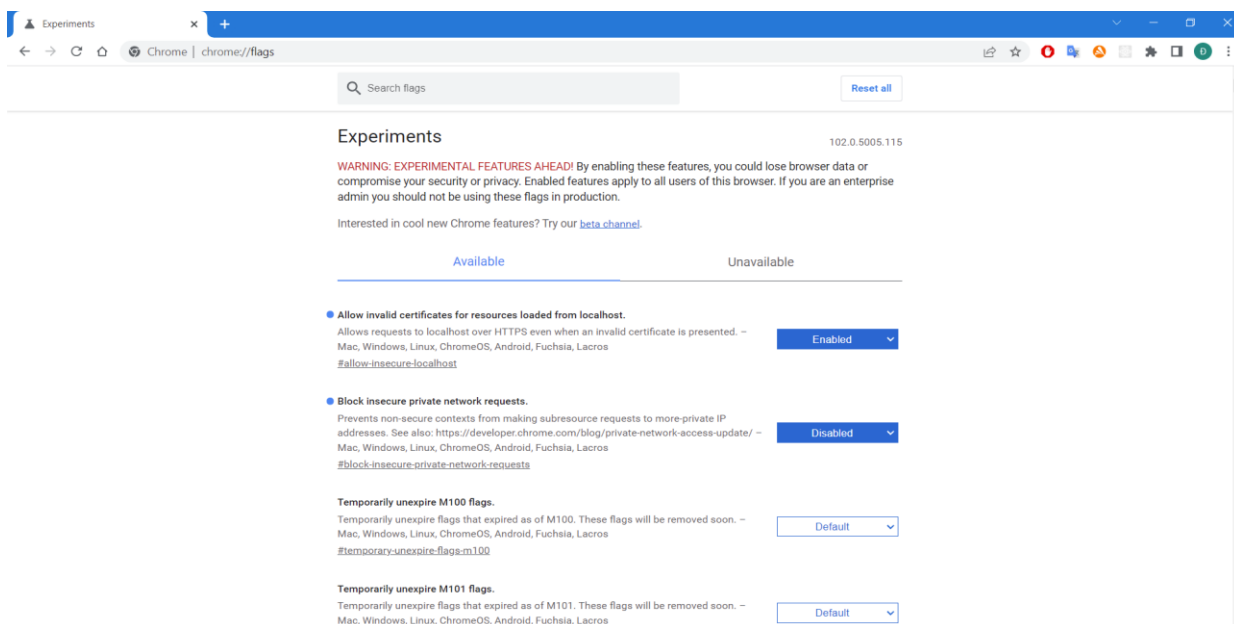 Experiments
Chrome | chrome://flags
D
Search flags
Reset all
Experiments
102.0.5005.115
WARNING: EXPERIMENTAL FEATURES AHEAD! By enabling these features, you could lose browser data or
compromise your security or privacy. Enabled features apply to all users of this browser. If you are an enterprise
admin you should not be using these flags in production.
Interested in cool new Chrome features? Try our beta channel.
Available
Unavailable
Allow invalid certificates for resources loaded from localhost.
Allows requests to localhost over HTTPS even when an invalid certificate is presented. –
Mac, Windows, Linux, ChromeOS, Android, Fuchsia, Lacros
#allow-insecure-localhost
Enabled
Block insecure private network requests.
Prevents non-secure contexts from making subresource requests to more-private IP
addresses. See also: https://developer.chrome.com/blog/private-network-access-update/ –
Mac, Windows, Linux, ChromeOS, Android, Fuchsia, Lacros
#block-insecure-private-network-requests
Disabled
Temporarily unexpire M100 flags.
Temporarily unexpire flags that expired as of M100. These flags will be removed soon. –
Mac, Windows, Linux, ChromeOS, Android, Fuchsia, Lacros
#temporary-unexpire-flags-m100
Default
Temporarily unexpire M101 flags.
Temporarily unexpire flags that expired as of M101. These flags will be removed soon. –
Mac, Windows, Linux, ChromeOS, Android, Fuchsia, Lacros
Default